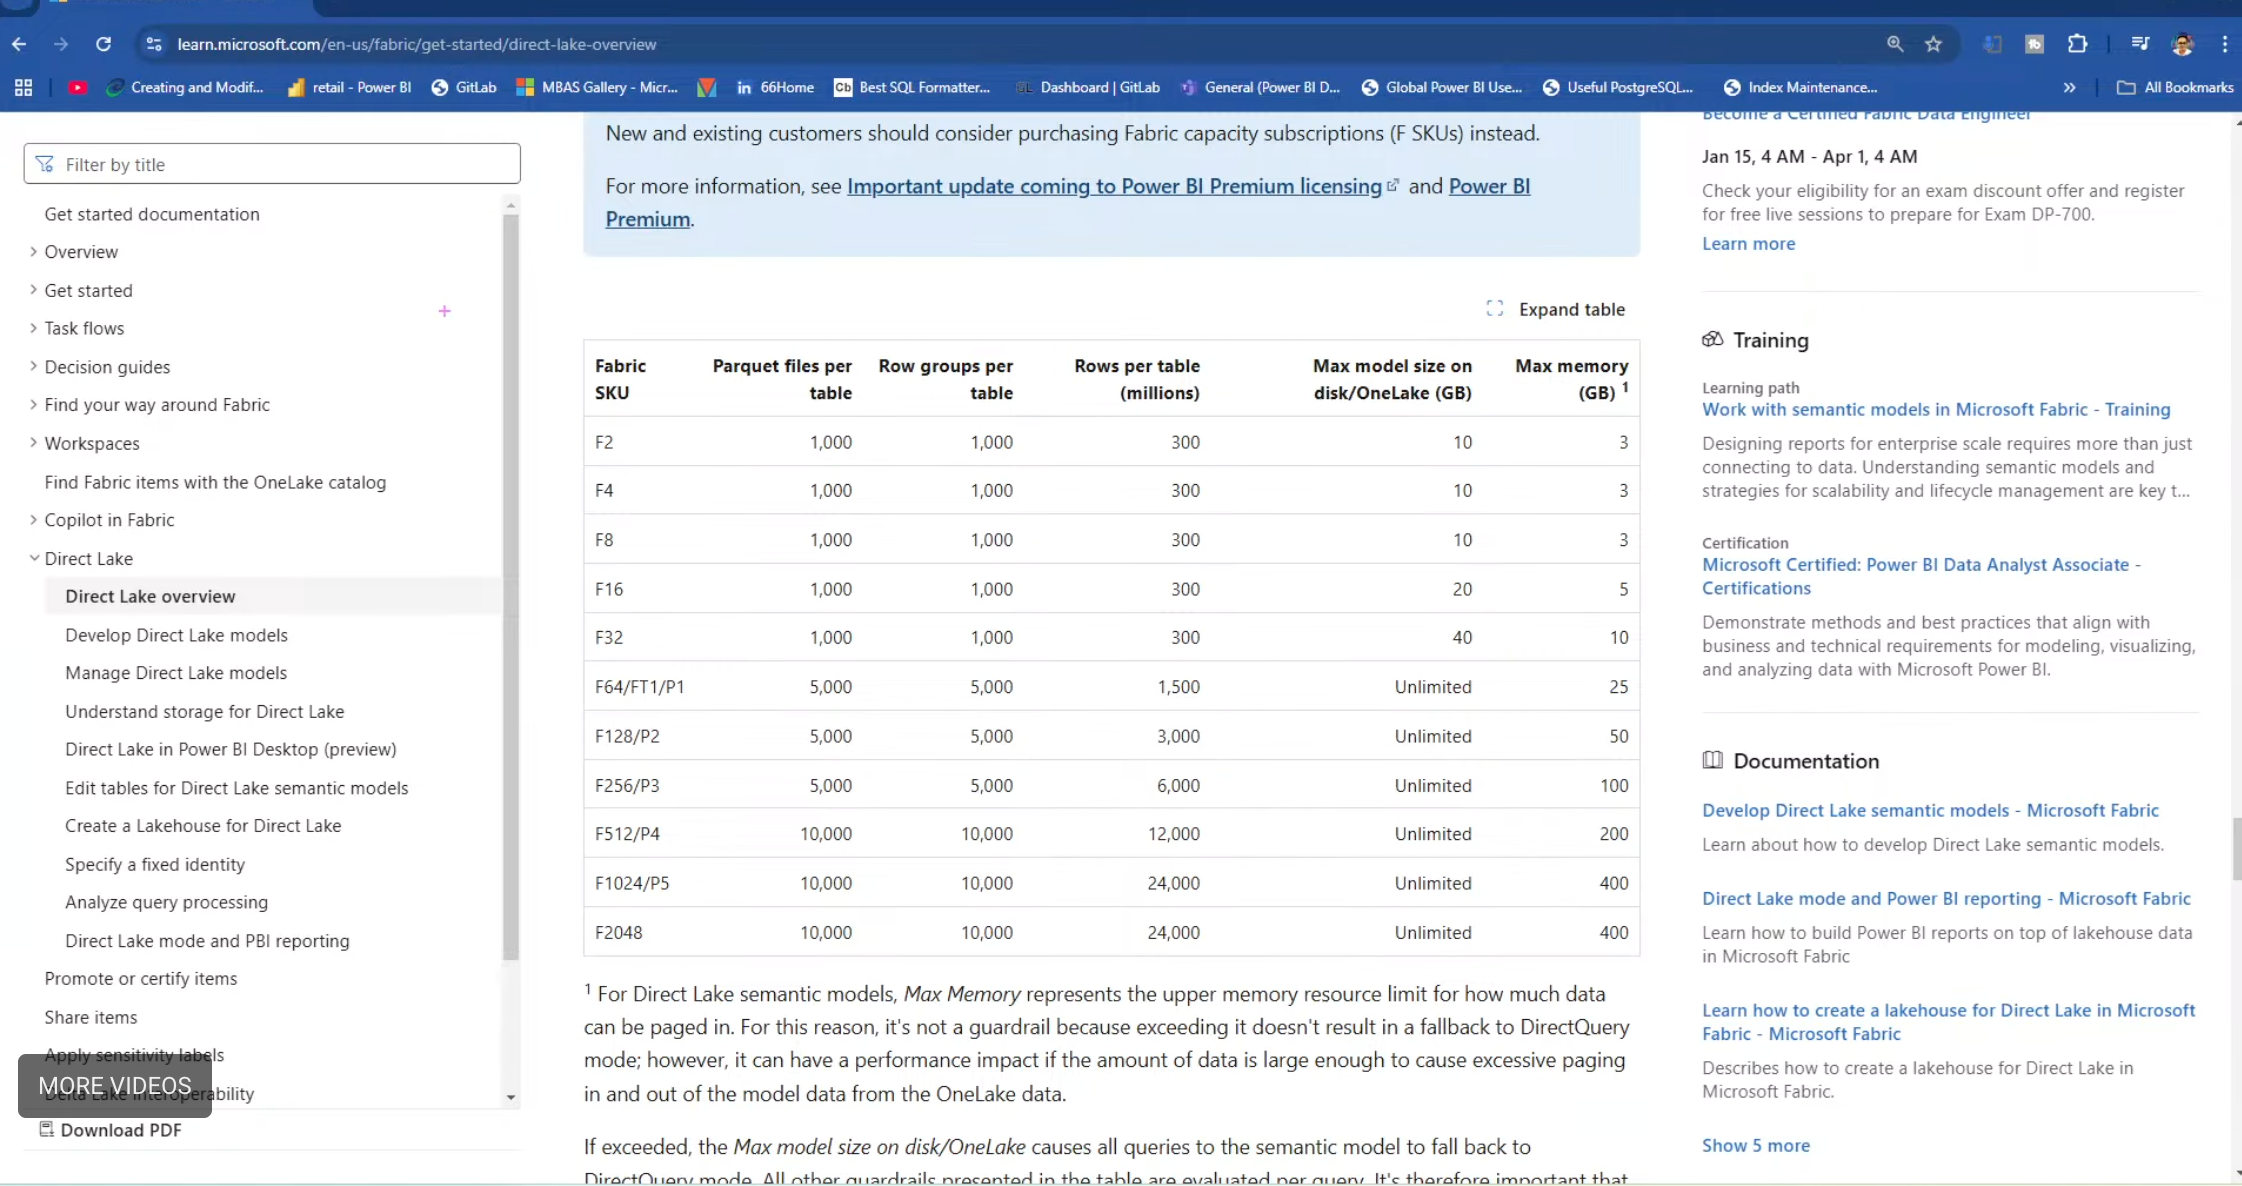 learn.microsoft.com/en-us/fabric/get-started/direct-lake-overview
Creating and Modif...
retail - Power BI
GitLab
MBAS Gallery - Micr...
66Home
Best SQL Formatter...
Dashboard | GitLab
General (Power BI D...
Global Power BI Use...
Useful PostgreSQL...
Index Maintenance...
» All Bookmarks
Filter by title
Get started documentation
Overview
Get started
Task flows
Decision guides
Find your way around Fabric
Workspaces
Find Fabric items with the OneLake catalog
Copilot in Fabric
Direct Lake
Direct Lake overview
Develop Direct Lake models
Manage Direct Lake models
Understand storage for Direct Lake
Direct Lake in Power BI Desktop (preview)
Edit tables for Direct Lake semantic models
Create a Lakehouse for Direct Lake
Specify a fixed identity
Analyze query processing
Direct Lake mode and PBI reporting
Promote or certify items
Share items
Apply sensitivity labels
MORE VIDEOS
Delta Lake interoperability
Download PDF
New and existing customers should consider purchasing Fabric capacity subscriptions (F SKUs) instead.
For more information, see Important update coming to Power BI Premium licensing and Power BI
Premium.
Expand table
Fabric SKU Parquet files per table Row groups per table Rows per table (millions) Max model size on disk/OneLake (GB) Max memory (GB) 1
F2 1,000 1,000 300 10 3
F4 1,000 1,000 300 10 3
F8 1,000 1,000 300 10 3
F16 1,000 1,000 300 20 5
F32 1,000 1,000 300 40 10
F64/FT1/P1 5,000 5,000 1,500 Unlimited 25
F128/P2 5,000 5,000 3,000 Unlimited 50
F256/P3 5,000 5,000 6,000 Unlimited 100
F512/P4 10,000 10,000 12,000 Unlimited 200
F1024/P5 10,000 10,000 24,000 Unlimited 400
F2048 10,000 10,000 24,000 Unlimited 400
1 For Direct Lake semantic models, Max Memory represents the upper memory resource limit for how much data
can be paged in. For this reason, it's not a guardrail because exceeding it doesn't result in a fallback to DirectQuery
mode; however, it can have a performance impact if the amount of data is large enough to cause excessive paging
in and out of the model data from the OneLake data.
If exceeded, the Max model size on disk/OneLake causes all queries to the semantic model to fall back to
DirectQuery mode. All other guardrails presented in the table are evaluated per query. It's therefore important that
Become a Certified Fabric Data Engineer
Jan 15, 4 AM - Apr 1, 4 AM
Check your eligibility for an exam discount offer and register
for free live sessions to prepare for Exam DP-700.
Learn more
Training
Learning path
Work with semantic models in Microsoft Fabric - Training
Designing reports for enterprise scale requires more than just
connecting to data. Understanding semantic models and
strategies for scalability and lifecycle management are key t...
Certification
Microsoft Certified: Power BI Data Analyst Associate -
Certifications
Demonstrate methods and best practices that align with
business and technical requirements for modeling, visualizing,
and analyzing data with Microsoft Power BI.
Documentation
Develop Direct Lake semantic models - Microsoft Fabric
Learn about how to develop Direct Lake semantic models.
Direct Lake mode and Power BI reporting - Microsoft Fabric
Learn how to build Power BI reports on top of lakehouse data
in Microsoft Fabric
Learn how to create a lakehouse for Direct Lake in Microsoft
Fabric - Microsoft Fabric
Describes how to create a lakehouse for Direct Lake in
Microsoft Fabric.
Show 5 more